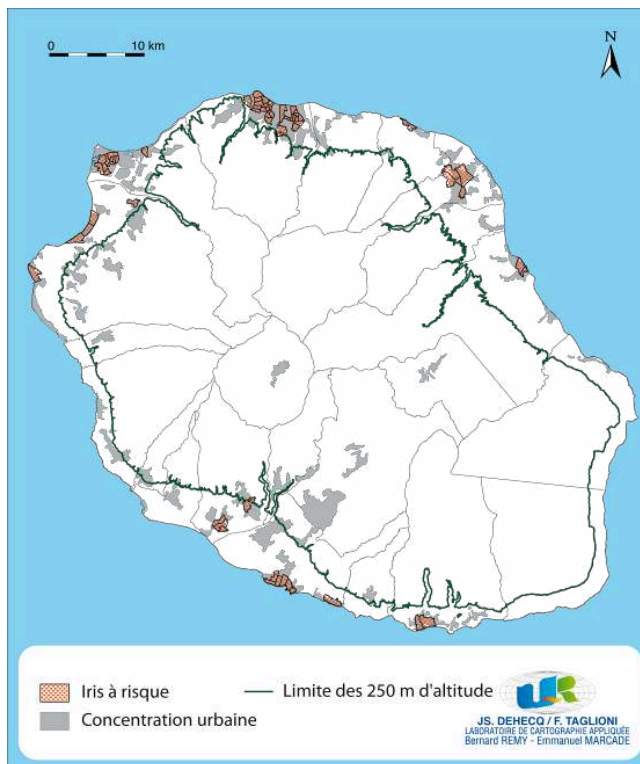 0 10 km
N
Iris à risque
Limite des 250 m d'altitude
Concentration urbaine
UR
JS. DEHECQ / F. TAGLIONI
LABORATOIRE DE CARTOGRAPHIE APPLIQUÉE
Bernard REMY - Emmanuel MARCADE